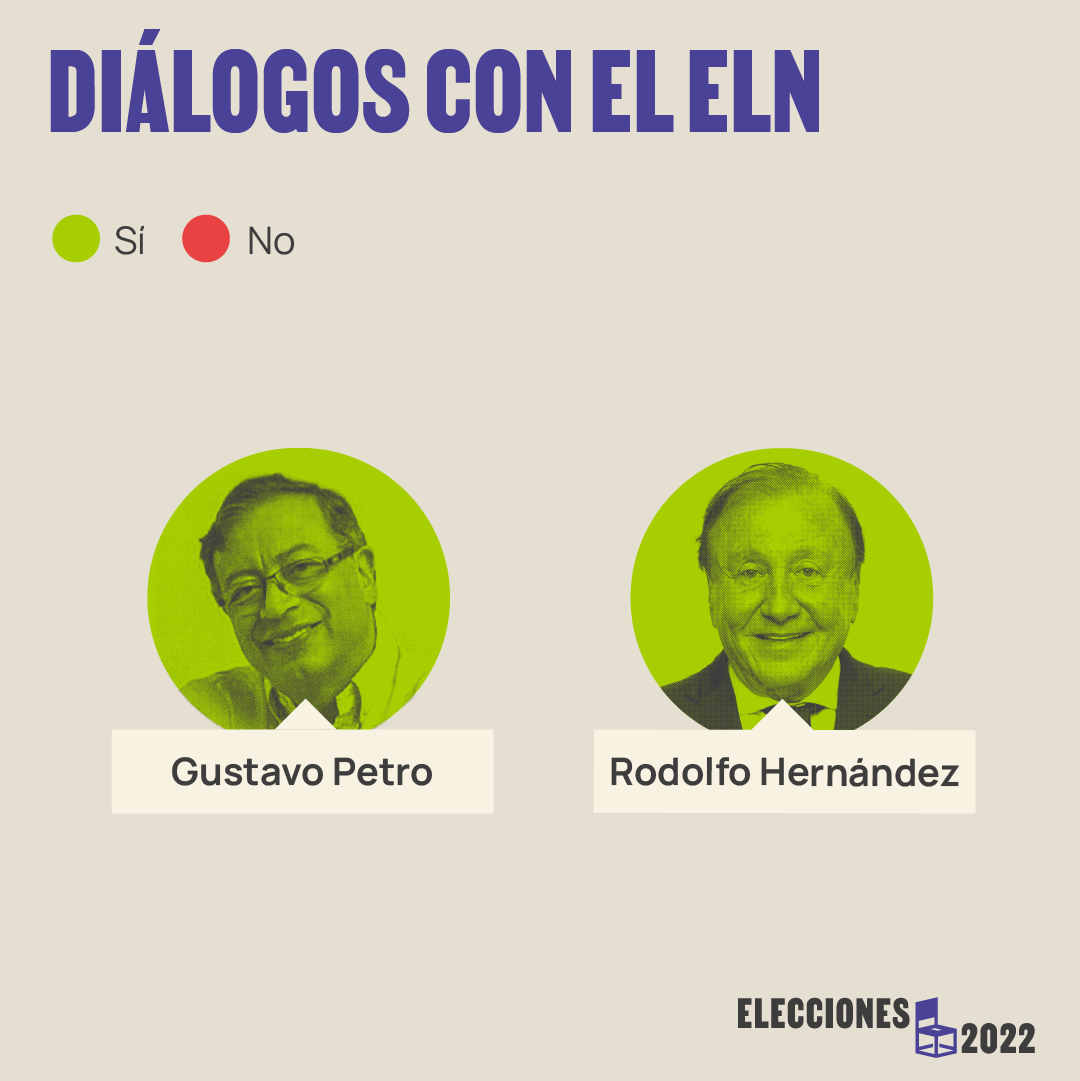 DIÁLOGOS CON EL ELN
Sí No
Gustavo Petro
Rodolfo Hernández
ELECCIONES
2022